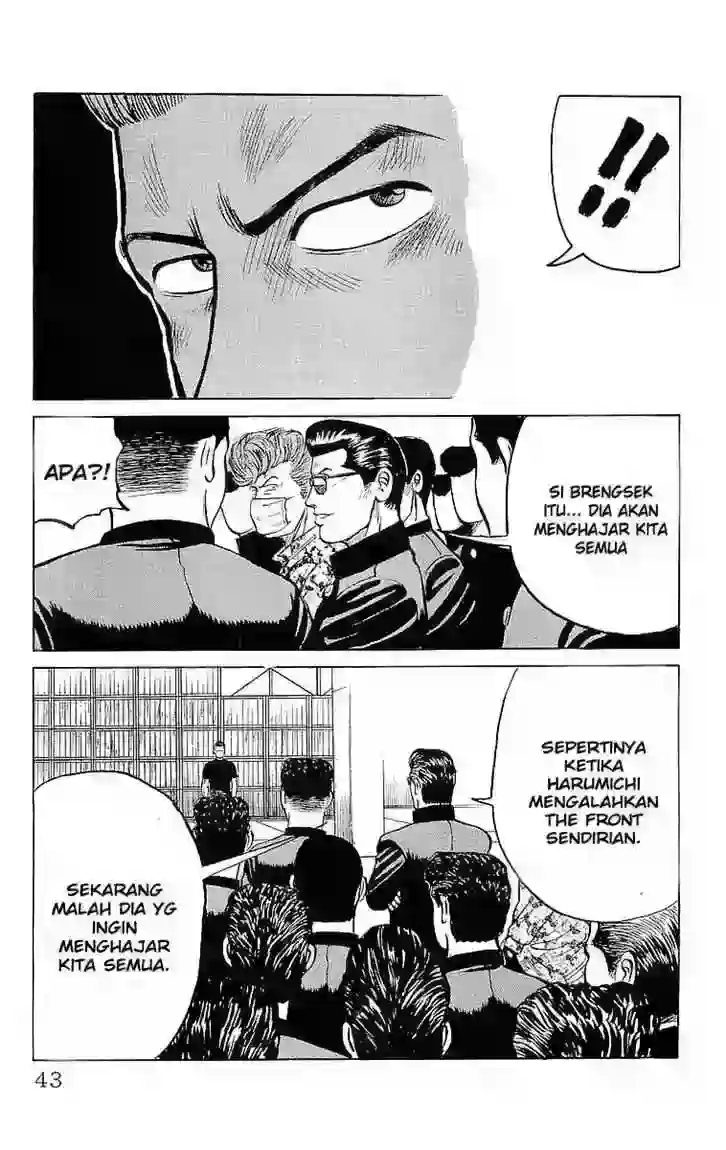 !!
SI BRENGSEK
ITU... DIA AKAN
MENGHAJAR KITA
SEMUA
APA?!
SEPERTINYA
KETIKA
HARUMICHI
MENGALAHKAN
THE FRONT
SENDIRIAN.
SEKARANG
MALAH DIA YG
INGIN
MENGHAJAR
KITA SEMUA.
43